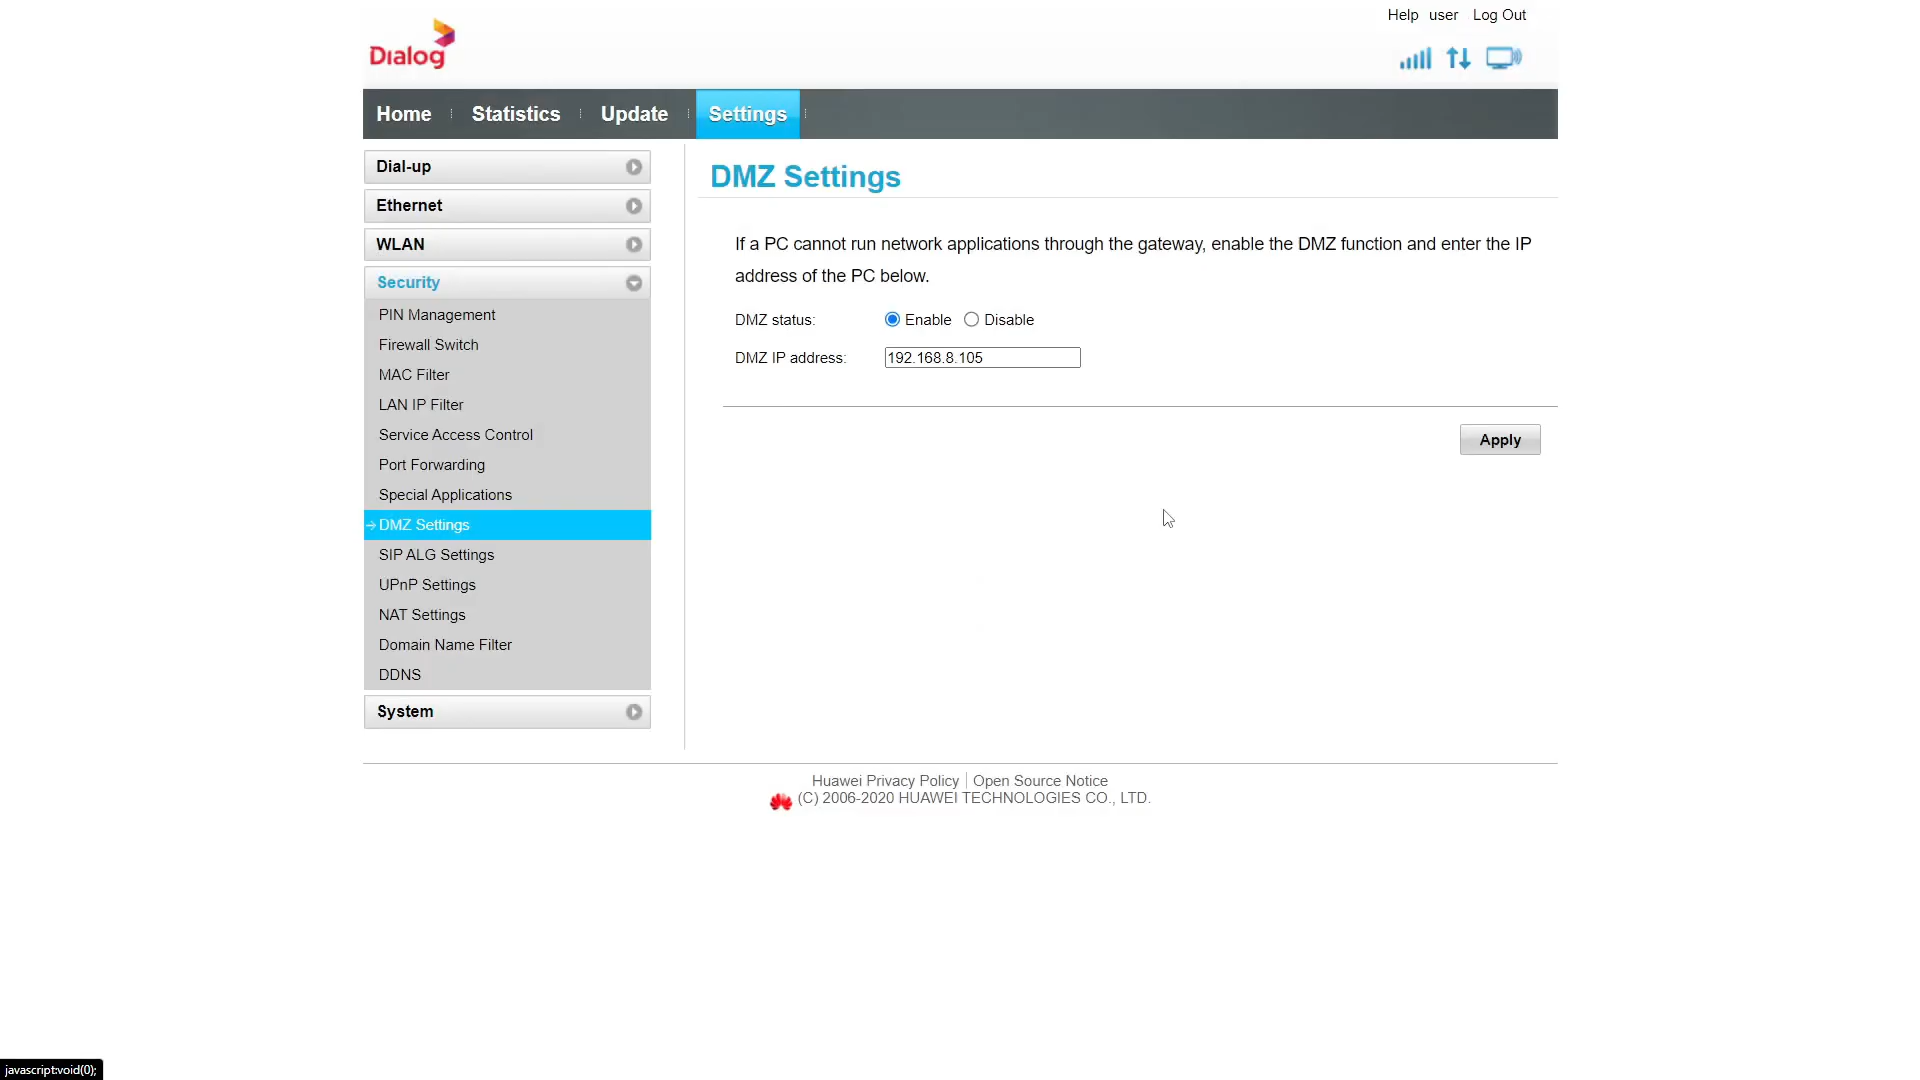 Help user Log Out
Dialog
Home Statistics Update Settings
Dial-up
Ethernet
WLAN
Security
PIN Management
Firewall Switch
MAC Filter
LAN IP Filter
Service Access Control
Port Forwarding
Special Applications
DMZ Settings
SIP ALG Settings
UPnP Settings
NAT Settings
Domain Name Filter
DDNS
System
DMZ Settings
If a PC cannot run network applications through the gateway, enable the DMZ function and enter the IP
address of the PC below.
DMZ status: Enable Disable
DMZ IP address: 192.168.8.105
Apply
Huawei Privacy Policy Open Source Notice
(C) 2006-2020 HUAWEI TECHNOLOGIES CO., LTD.
javascript:void(0);